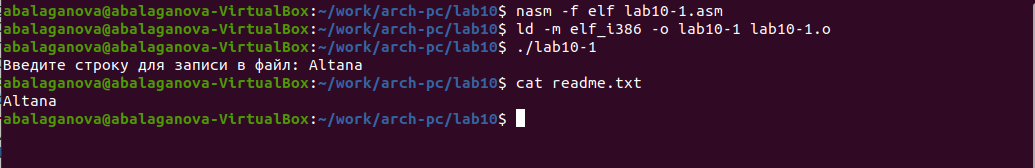 abalaganova@abalaganova-VirtualBox:~/work/arch-pc/lab10$ nasm -f elf lab10-1.asm
abalaganova@abalaganova-VirtualBox:~/work/arch-pc/lab10$ ld -m elf_i386 -o lab10-1 lab10-1.o
abalaganova@abalaganova-VirtualBox:~/work/arch-pc/lab10$ ./lab10-1
Введите строку для записи в файл: Altana
abalaganova@abalaganova-VirtualBox:~/work/arch-pc/lab10$ cat readme.txt
Altana
abalaganova@abalaganova-VirtualBox:~/work/arch-pc/lab10$